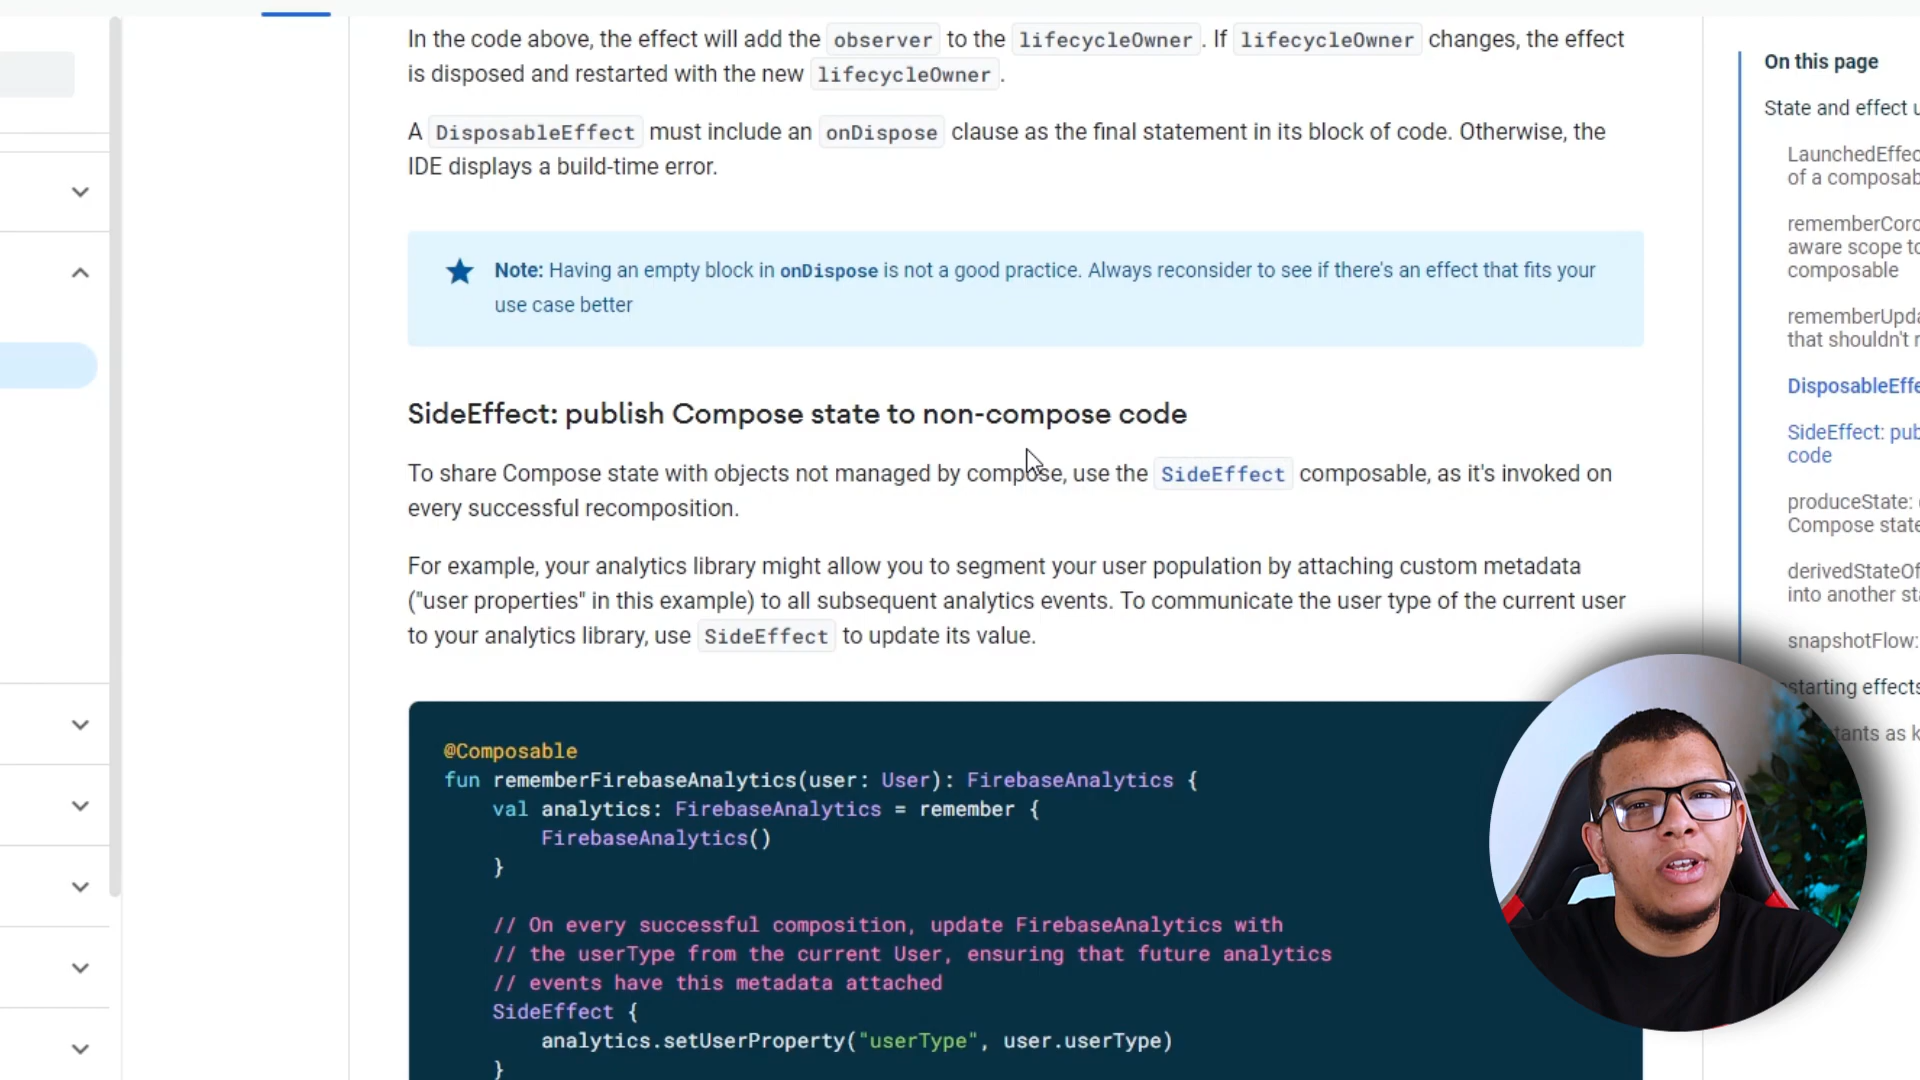 In the code above, the effect will add the observer to the lifecycleOwner. If lifecycleOwner changes, the effect
is disposed and restarted with the new lifecycleOwner.
A DisposableEffect must include an onDispose clause as the final statement in its block of code. Otherwise, the
IDE displays a build-time error.
Note: Having an empty block in onDispose is not a good practice. Always reconsider to see if there's an effect that fits your
use case better
SideEffect: publish Compose state to non-compose code
To share Compose state with objects not managed by compose, use the SideEffect composable, as it's invoked on
every successful recomposition.
For example, your analytics library might allow you to segment your user population by attaching custom metadata
("user properties" in this example) to all subsequent analytics events. To communicate the user type of the current user
to your analytics library, use SideEffect to update its value.
@Composable
fun rememberFirebaseAnalytics(user: User): FirebaseAnalytics {
val analytics: FirebaseAnalytics = remember {
FirebaseAnalytics()
}
// On every successful composition, update FirebaseAnalytics with
// the userType from the current User, ensuring that future analytics
// events have this metadata attached
SideEffect {
analytics.setUserProperty("userType", user.userType)
}
On this page
State and effect
LaunchedEffec
of a composab
rememberCoro
aware scope to
composable
rememberUpda
that shouldn't r
DisposableEffe
SideEffect: pub
code
produceState:
Compose state
derivedStateOf
into another sta
snapshotFlow:
starting effects
tants as k